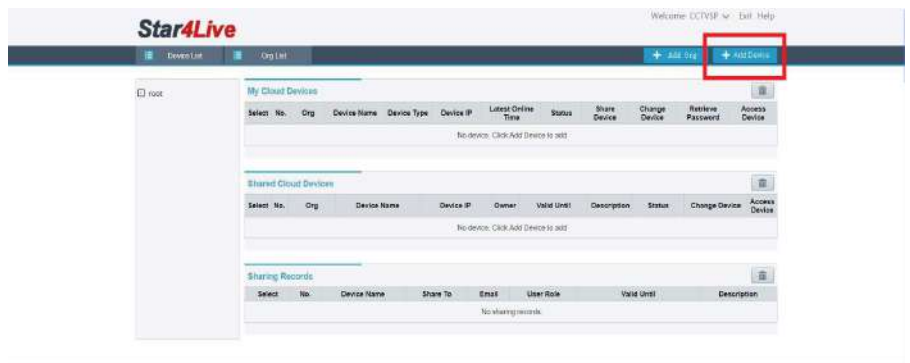 Welcome CCTVSP Exit Help
Star4Live
Device List Org List + Add Org + Add Device
root
My Cloud Devices
Select No. Org Device Name Device Type Device IP Latest Online Time Status Share Device Change Device Retrieve Password Access Device
No device. Click Add Device to add
Shared Cloud Devices
Select No. Org Device Name Device IP Owner Valid Until Description Status Change Device Access Device
No device. Click Add Device to add
Sharing Records
Select No. Device Name Share To Email User Role Valid Until Description
No sharing records.